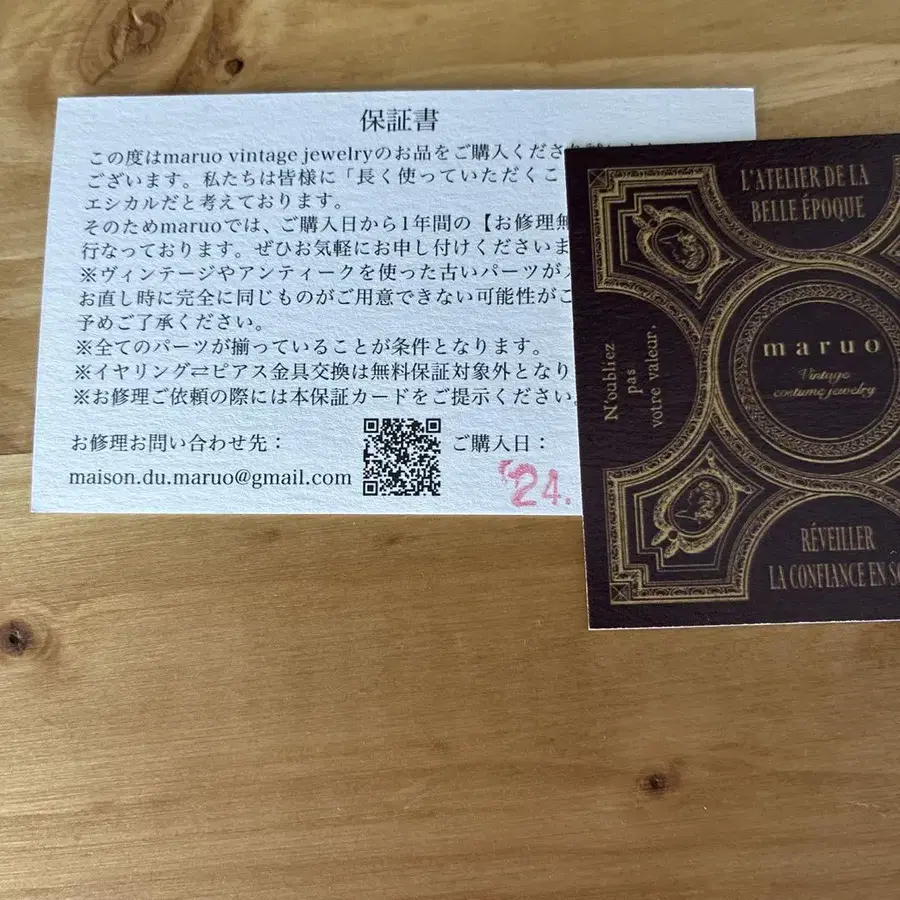 保証書
この度はmaruo vintage jewelryのお品をご購入くださ
ございます。私たちは皆様に「長く使っていただくこ
エシカルだと考えております。
そのためmaruoでは、ご購入日から1年間の【お修理無
行なっております。ぜひお気軽にお申し付けくださいま
※ヴィンテージやアンティークを使った古いパーツが
お直し時に完全に同じものがご用意できない可能性がご
予めご了承ください。
※全てのパーツが揃っていることが条件となります。
※イヤリング⇄ピアス金具交換は無料保証対象外となり
※お修理ご依頼の際には本保証カードをご提示ください。
お修理お問い合わせ先：
maison.du.maruo@gmail.com
ご購入日：
'24.
L'ATELIER DE LA
BELLE ÉPOQUE
N'oubliez
pas
votre valeur,
maruo
Vintage
costume jewelry
RÉVEILLER
LA CONFIANCE EN